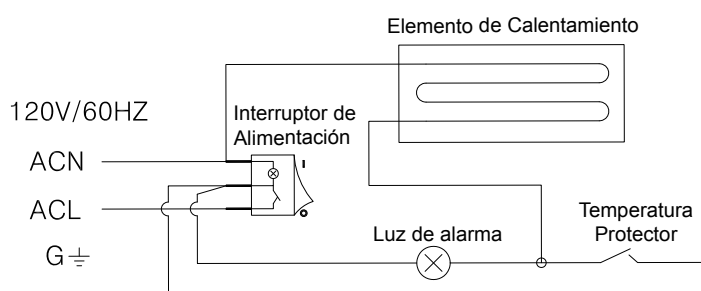 Elemento de Calentamiento
120V/60HZ
Interruptor de
Alimentación
ACN
I
O
ACL
Temperatura
Protector
Luz de alarma
G